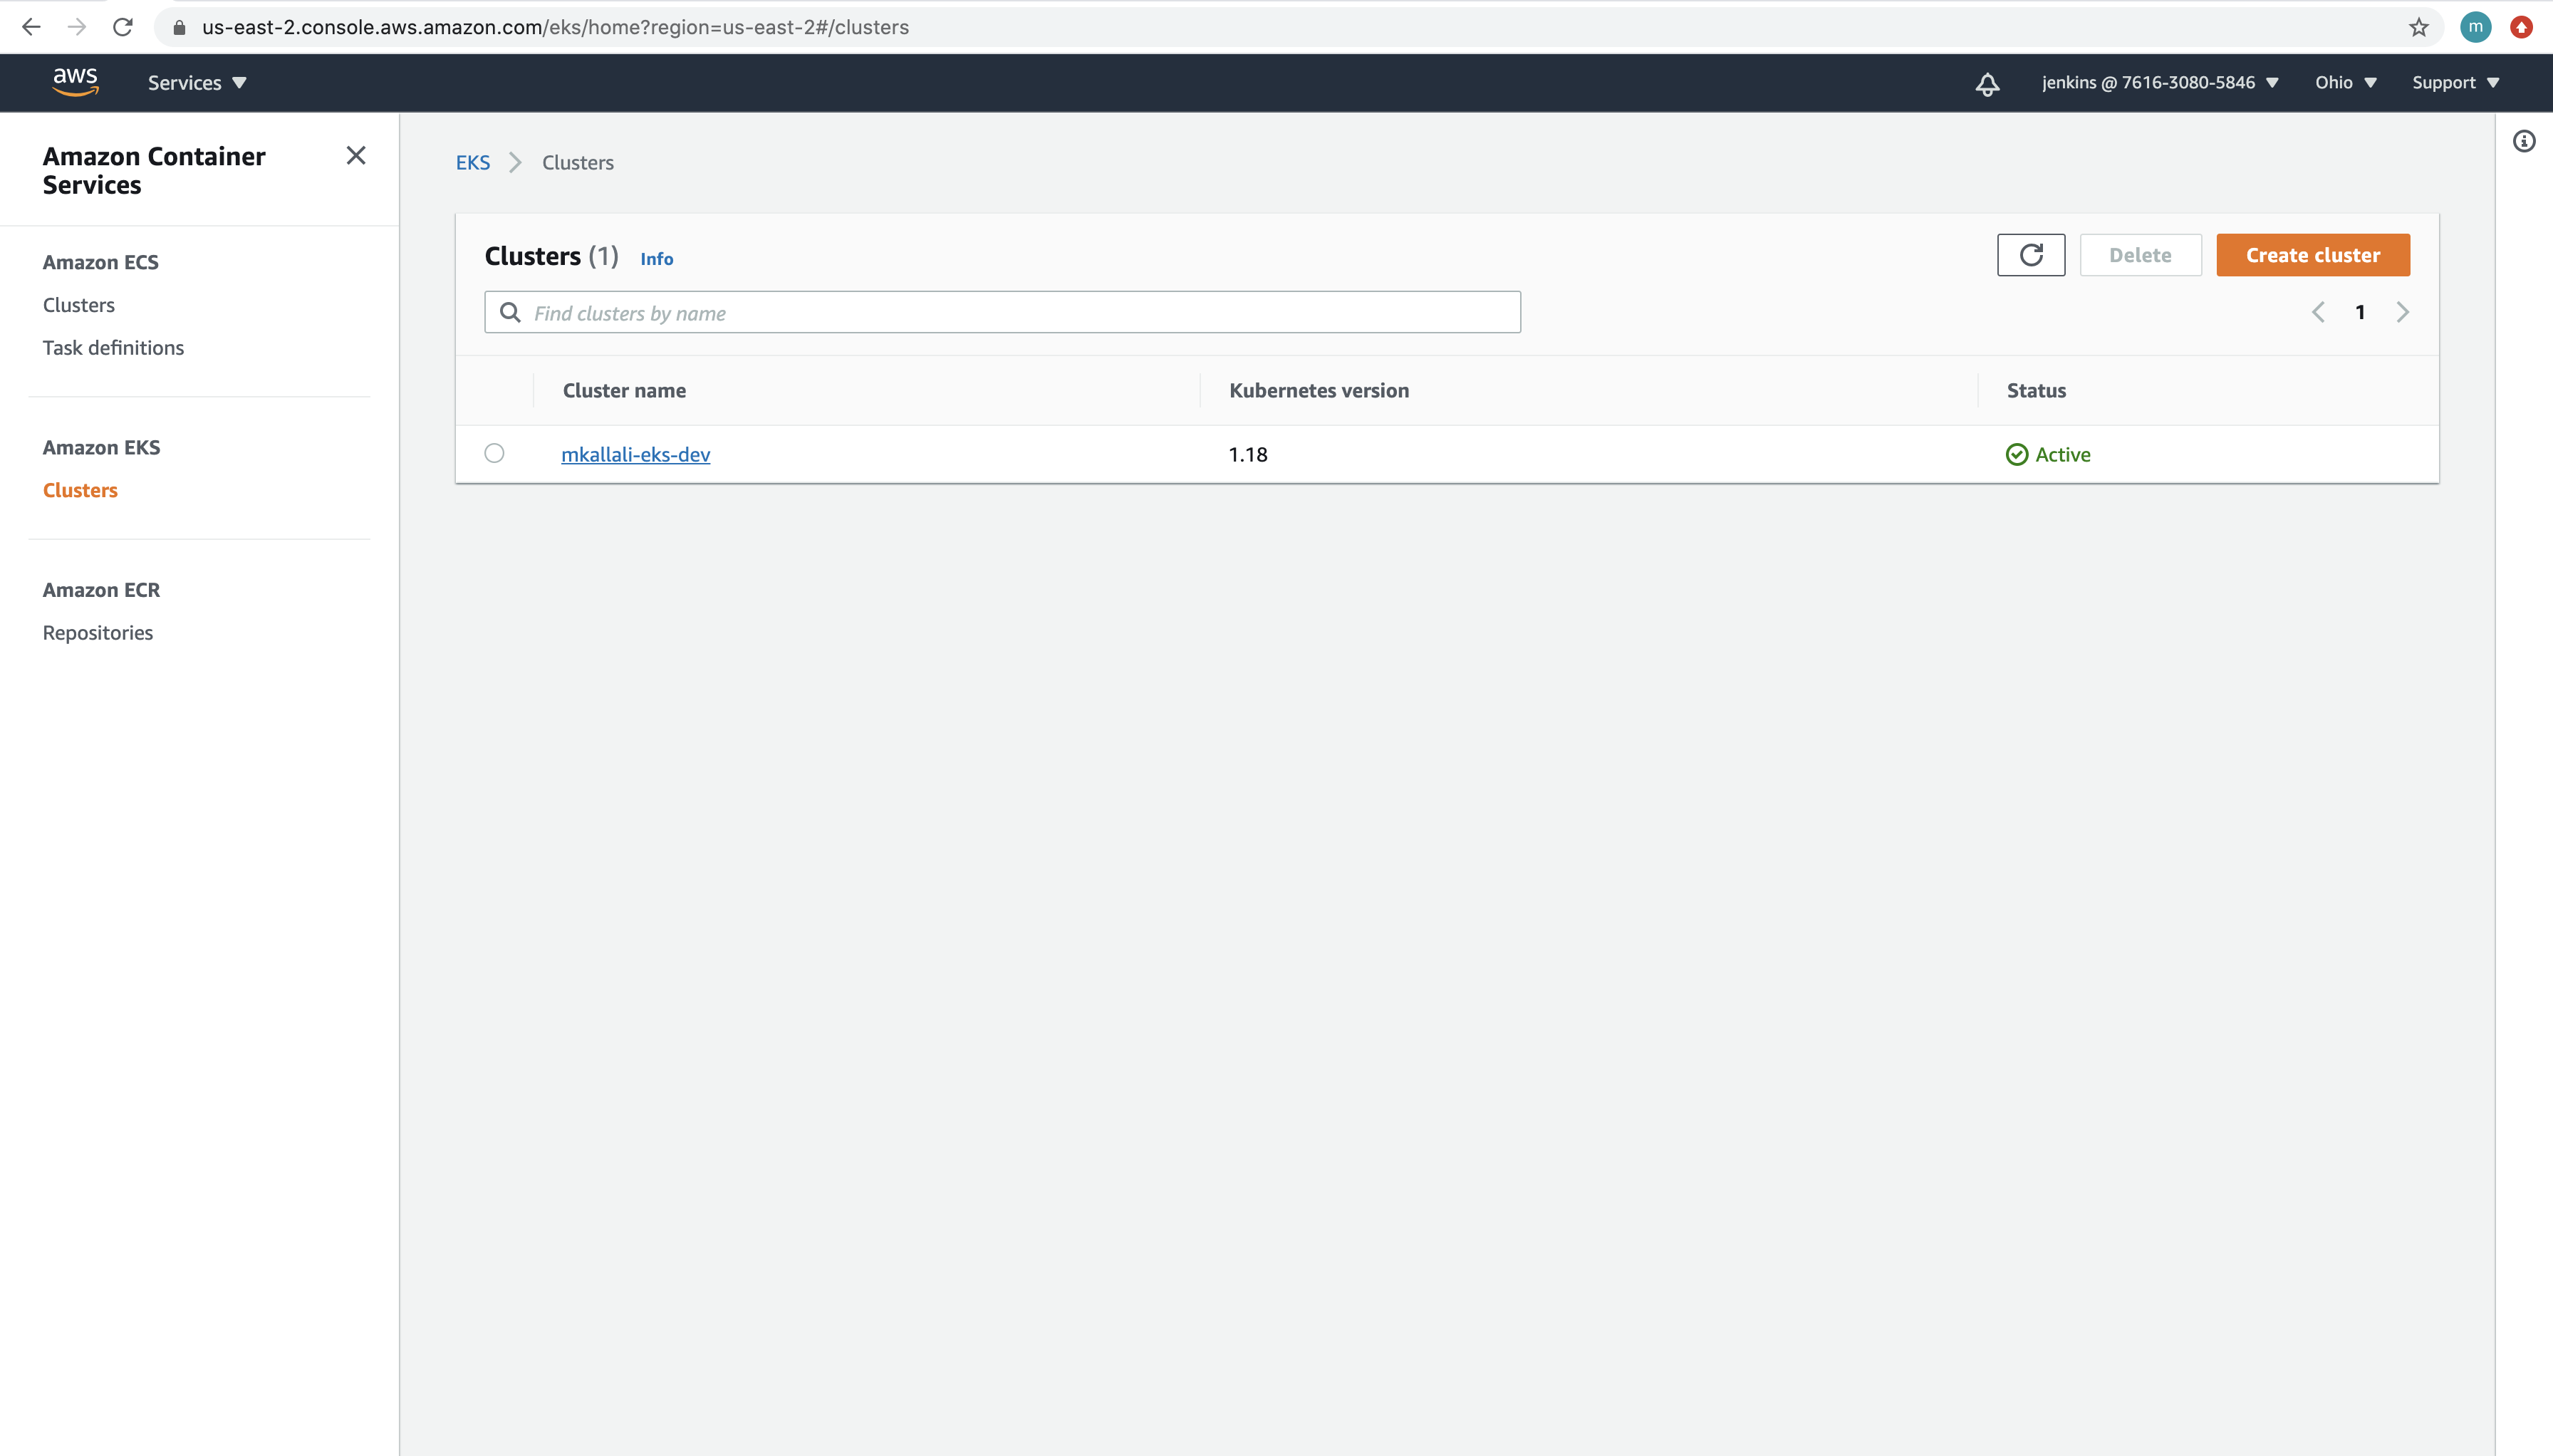 us-east-2.console.aws.amazon.com/eks/home?region=us-east-2#/clusters
m
aws
Services
jenkins @ 7616-3080-5846
Ohio
Support
Amazon Container
Services
Amazon ECS
Clusters
Task definitions
Amazon EKS
Clusters
Amazon ECR
Repositories
EKS
Clusters
Clusters (1)
Info
Delete
Create cluster
Find clusters by name
1
Cluster name
Kubernetes version
Status
mkallali-eks-dev
1.18
Active